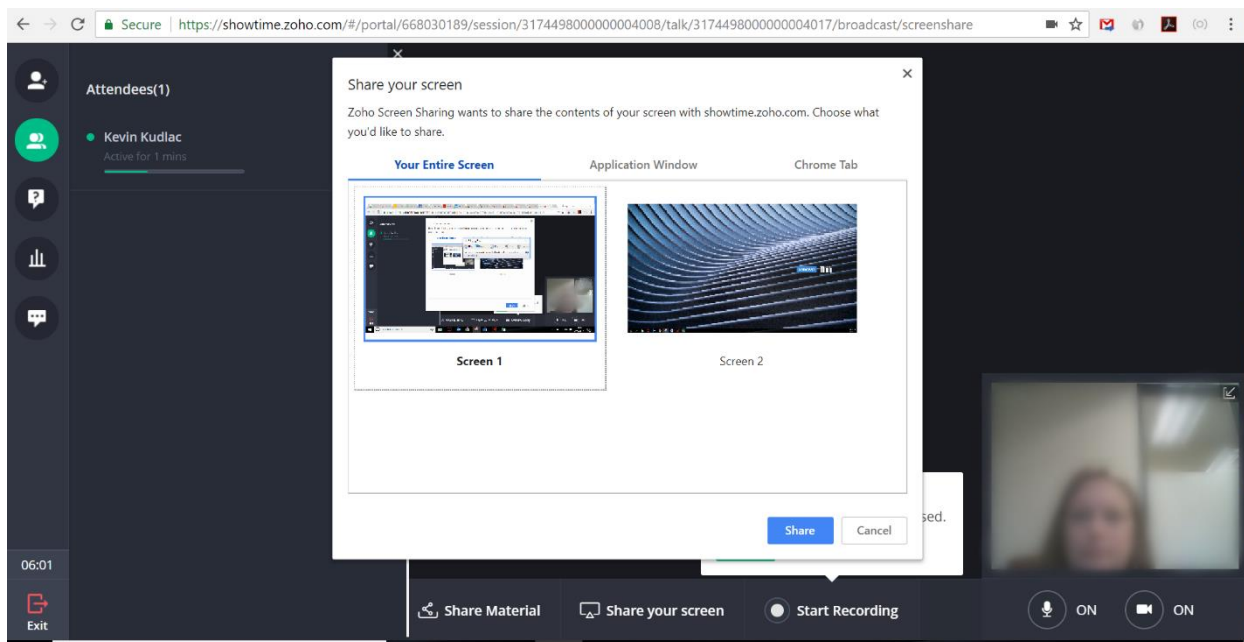 Secure https://showtime.zoho.com/#/portal/668030189/session/3174498000000004008/talk/3174498000000004017/broadcast/screenshare
Attendees(1)
Kevin Kudlac
Active for 1 mins
Share your screen
Zoho Screen Sharing wants to share the contents of your screen with showtime.zoho.com. Choose what
you'd like to share.
Your Entire Screen Application Window Chrome Tab
Screen 1 Screen 2
Share Cancel
sed.
06:01
Exit
Share Material Share your screen Start Recording ON ON